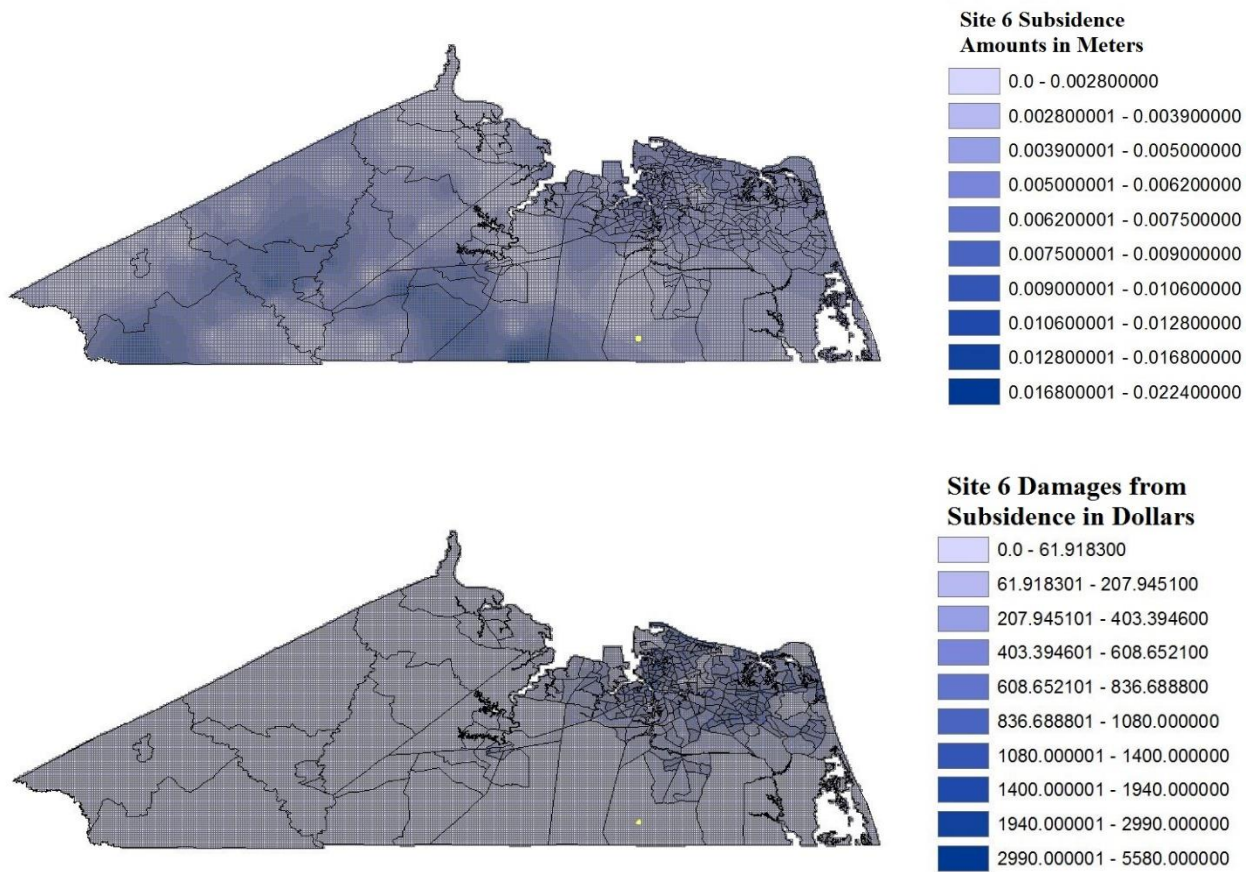 Site 6 Subsidence
Amounts in Meters
0.0 - 0.002800000
0.002800001 - 0.003900000
0.003900001 - 0.005000000
0.005000001 - 0.006200000
0.006200001 - 0.007500000
0.007500001 - 0.009000000
0.009000001 - 0.010600000
0.010600001 - 0.012800000
0.012800001 - 0.016800000
0.016800001 - 0.022400000
Site 6 Damages from
Subsidence in Dollars
0.0 - 61.918300
61.918301 - 207.945100
207.945101 - 403.394600
403.394601 - 608.652100
608.652101 - 836.688800
836.688801 - 1080.000000
1080.000001 - 1400.000000
1400.000001 - 1940.000000
1940.000001 - 2990.000000
2990.000001 - 5580.000000